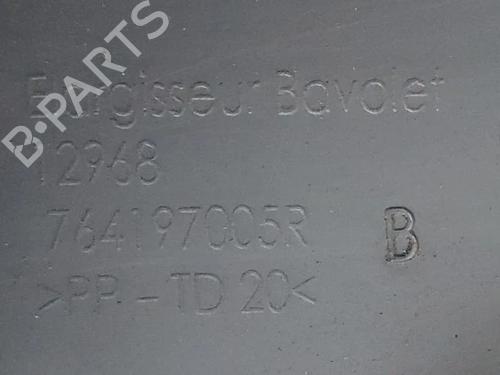 Elargisseur Bavolet
12968
764197005R
B
>PP-TD 20<
B-PARTS